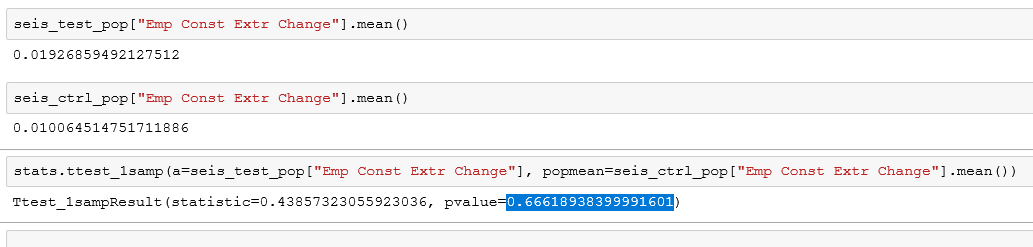 seis_test_pop["Emp Const Extr Change"].mean()
0.01926859492127512
seis_ctrl_pop["Emp Const Extr Change"].mean()
0.010064514751711886
stats.ttest_1samp(a=seis_test_pop["Emp Const Extr Change"], popmean=seis_ctrl_pop["Emp Const Extr Change"].mean())
Ttest_1sampResult(statistic=0.43857323055923036, pvalue=0.66618938399991601)